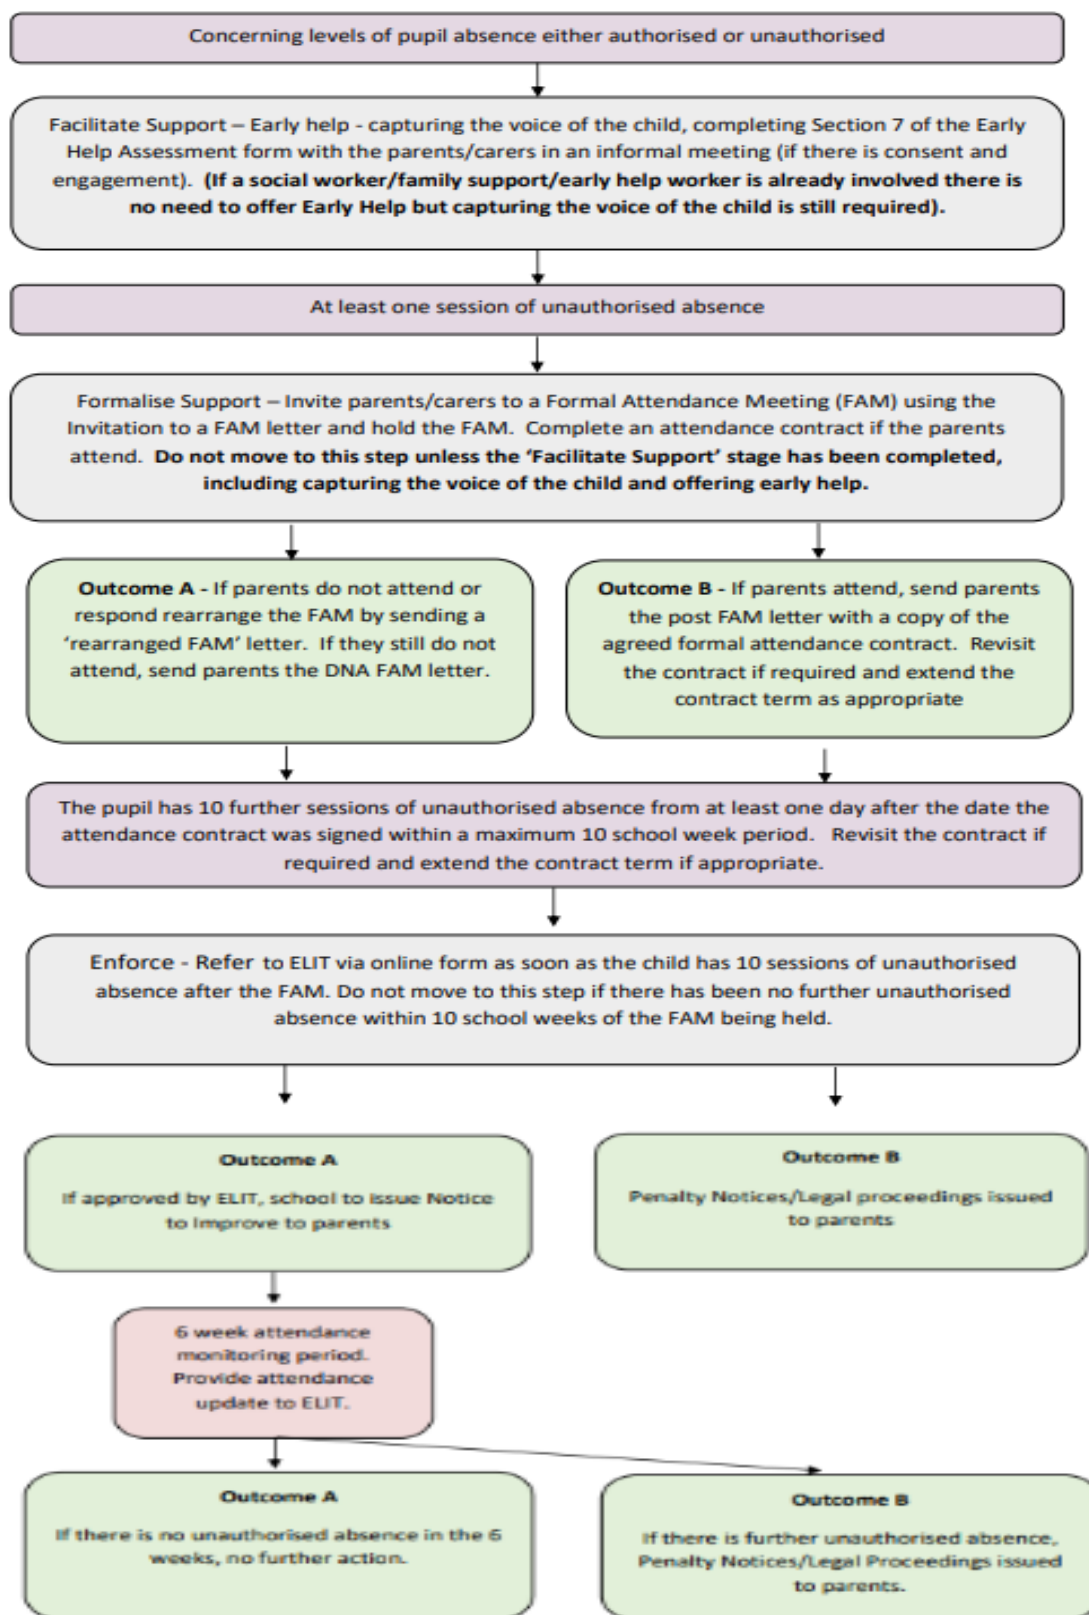 Concerning levels of pupil absence either authorised or unauthorised
Facilitate Support – Early help - capturing the voice of the child, completing Section 7 of the Early
Help Assessment form with the parents/carers in an informal meeting (if there is consent and
engagement). (If a social worker/family support/early help worker is already involved there is
no need to offer Early Help but capturing the voice of the child is still required).
At least one session of unauthorised absence
Formalise Support – Invite parents/carers to a Formal Attendance Meeting (FAM) using the
Invitation to a FAM letter and hold the FAM. Complete an attendance contract if the parents
attend. Do not move to this step unless the ‘Facilitate Support’ stage has been completed,
including capturing the voice of the child and offering early help.
Outcome A - If parents do not attend or
respond rearrange the FAM by sending a
‘rearranged FAM’ letter. If they still do not
attend, send parents the DNA FAM letter.
Outcome B - If parents attend, send parents
the post FAM letter with a copy of the
agreed formal attendance contract. Revisit
the contract if required and extend the
contract term as appropriate
The pupil has 10 further sessions of unauthorised absence from at least one day after the date the
attendance contract was signed within a maximum 10 school week period. Revisit the contract if
required and extend the contract term if appropriate.
Enforce - Refer to ELIT via online form as soon as the child has 10 sessions of unauthorised
absence after the FAM. Do not move to this step if there has been no further unauthorised
absence within 10 school weeks of the FAM being held.
Outcome A
If approved by ELIT, school to issue Notice
to Improve to parents
Outcome B
Penalty Notices/Legal proceedings issued
to parents
6 week attendance
monitoring period.
Provide attendance
update to ELIT.
Outcome A
If there is no unauthorised absence in the 6
weeks, no further action.
Outcome B
If there is further unauthorised absence,
Penalty Notices/Legal Proceedings issued
to parents.